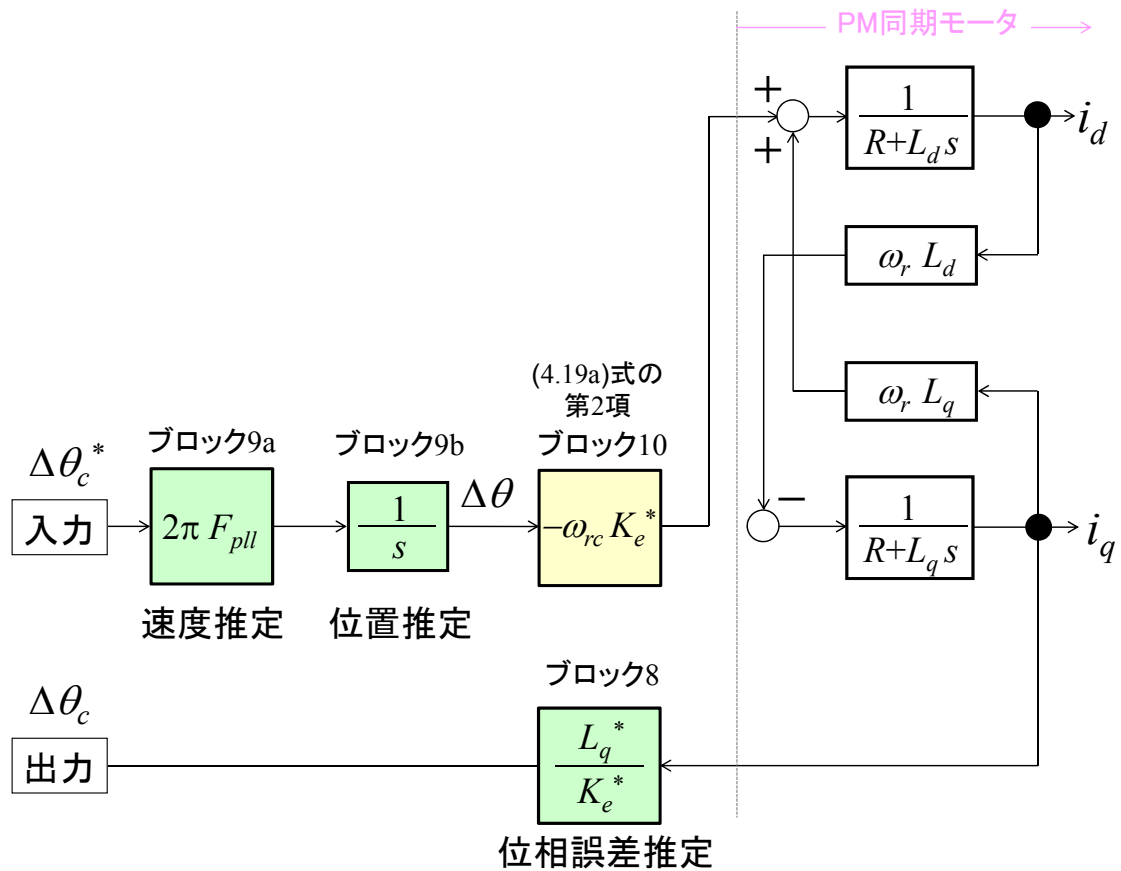 PM同期モータ
+
+
1
R+L_d s
i_d
ω_r L_d
ω_r L_q
−
1
R+L_q s
i_q
(4.19a)式の
第2項
ブロック9a
ブロック9b
ブロック10
Δθ_c*
入力
2π F_pll
1
s
Δθ
−ω_rc K_e*
速度推定
位置推定
ブロック8
Δθ_c
出力
L_q*
K_e*
位相誤差推定